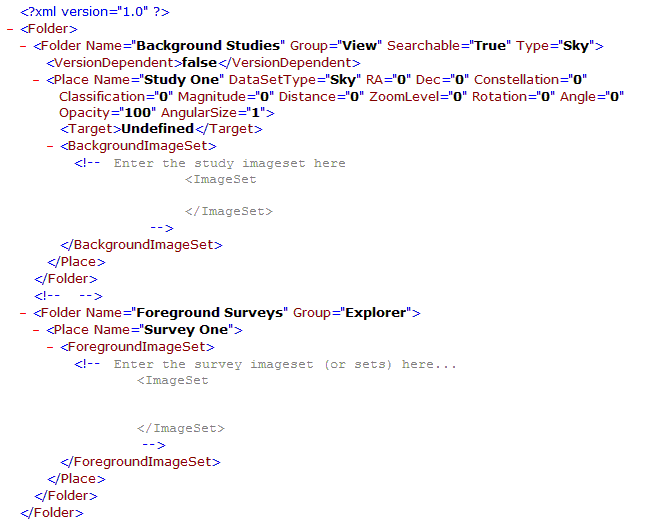 <?xml version="1.0" ?>
- <Folder>
- <Folder Name="Background Studies" Group="View" Searchable="True" Type="Sky">
<VersionDependent>false</VersionDependent>
- <Place Name="Study One" DataSetType="Sky" RA="0" Dec="0" Constellation="0"
Classification="0" Magnitude="0" Distance="0" ZoomLevel="0" Rotation="0" Angle="0"
Opacity="100" AngularSize="1">
<Target>Undefined</Target>
- <BackgroundImageSet>
<!-- Enter the study imageset here
<ImageSet
</ImageSet>
-->
</BackgroundImageSet>
</Place>
</Folder>
<!-- -->
- <Folder Name="Foreground Surveys" Group="Explorer">
- <Place Name="Survey One">
- <ForegroundImageSet>
<!-- Enter the survey imageset (or sets) here...
<ImageSet
</ImageSet>
-->
</ForegroundImageSet>
</Place>
</Folder>
</Folder>